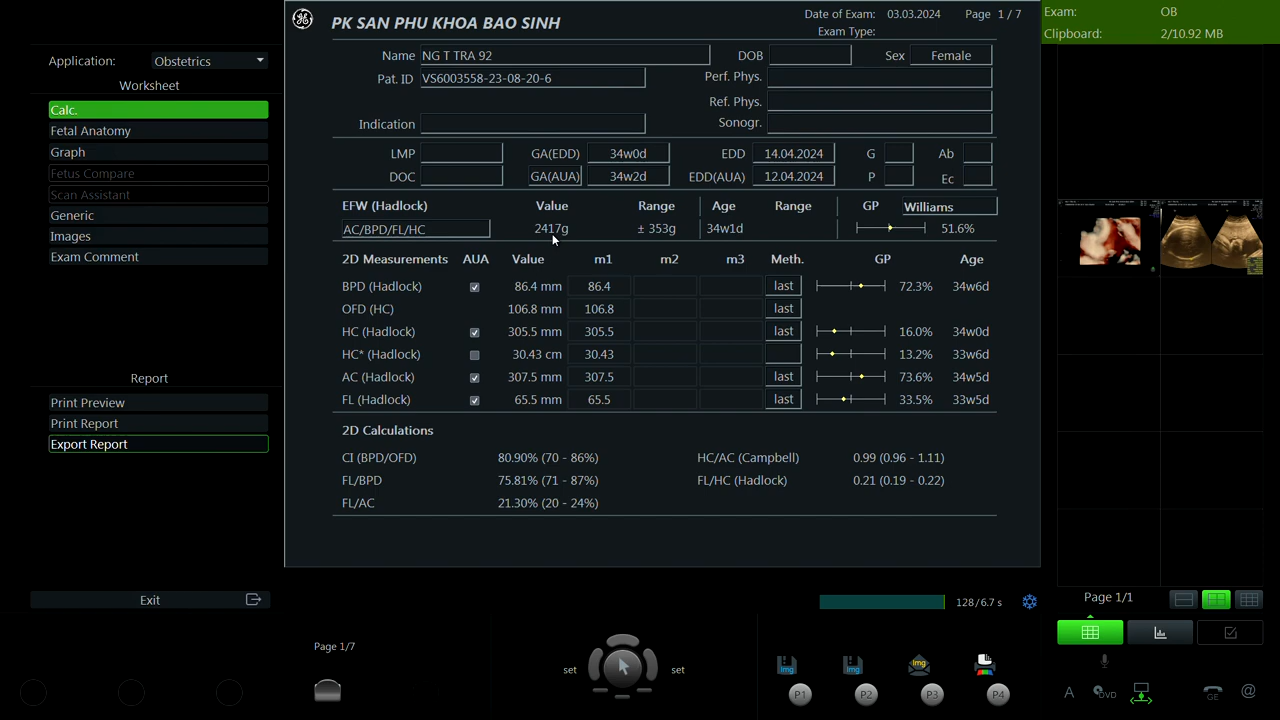 PK SAN PHU KHOA BAO SINH
Date of Exam: 03.03.2024 Page 1 / 7
Exam Type:
Exam: OB
Clipboard: 2/10.92 MB
Application: Obstetrics
Worksheet
Calc.
Fetal Anatomy
Graph
Fetus Compare
Scan Assistant
Generic
Images
Exam Comment
Report
Print Preview
Print Report
Export Report
Exit
Name NG T TRA 92 DOB Sex Female
Pat. ID VS6003558-23-08-20-6 Perf. Phys.
Ref. Phys.
Indication Sonogr.
LMP GA(EDD) 34w0d EDD 14.04.2024 G Ab
DOC GA(AUA) 34w2d EDD(AUA) 12.04.2024 P Ec
EFW (Hadlock) Value Range Age Range GP Williams
AC/BPD/FL/HC 2417g ± 353g 34w1d 51.6%
2D Measurements AUA Value m1 m2 m3 Meth. GP Age
BPD (Hadlock) 86.4 mm 86.4 last 72.3% 34w6d
OFD (HC) 106.8 mm 106.8 last
HC (Hadlock) 305.5 mm 305.5 last 16.0% 34w0d
HC* (Hadlock) 30.43 cm 30.43 13.2% 33w6d
AC (Hadlock) 307.5 mm 307.5 last 73.6% 34w5d
FL (Hadlock) 65.5 mm 65.5 last 33.5% 33w5d
2D Calculations
CI (BPD/OFD) 80.90% (70 - 86%) HC/AC (Campbell) 0.99 (0.96 - 1.11)
FL/BPD 75.81% (71 - 87%) FL/HC (Hadlock) 0.21 (0.19 - 0.22)
FL/AC 21.30% (20 - 24%)
128/6.7 s
Page 1/1
Page 1/7
set set
Img Img Img
P1 P2 P3 P4
A DVD GE @